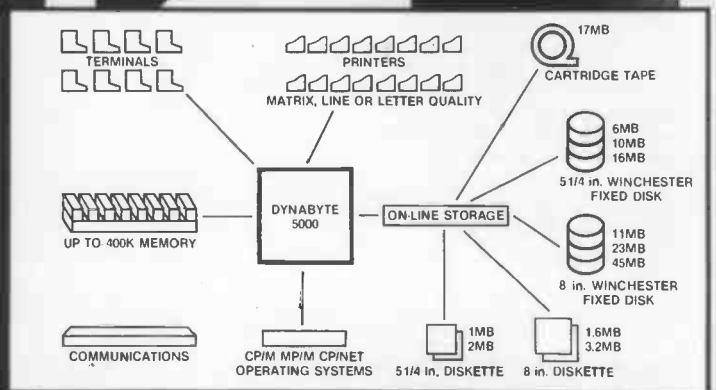 TERMINALS
PRINTERS
MATRIX, LINE OR LETTER QUALITY
17MB
CARTRIDGE TAPE
6MB
10MB
16MB
5 1/4 in. WINCHESTER
FIXED DISK
UP TO 400K MEMORY
DYNABYTE
5000
ON-LINE STORAGE
11MB
23MB
45MB
8 in. WINCHESTER
FIXED DISK
COMMUNICATIONS
CP/M MP/M CP/NET
OPERATING SYSTEMS
1MB
2MB
5 1/4 in. DISKETTE
1.6MB
3.2MB
8 in. DISKETTE